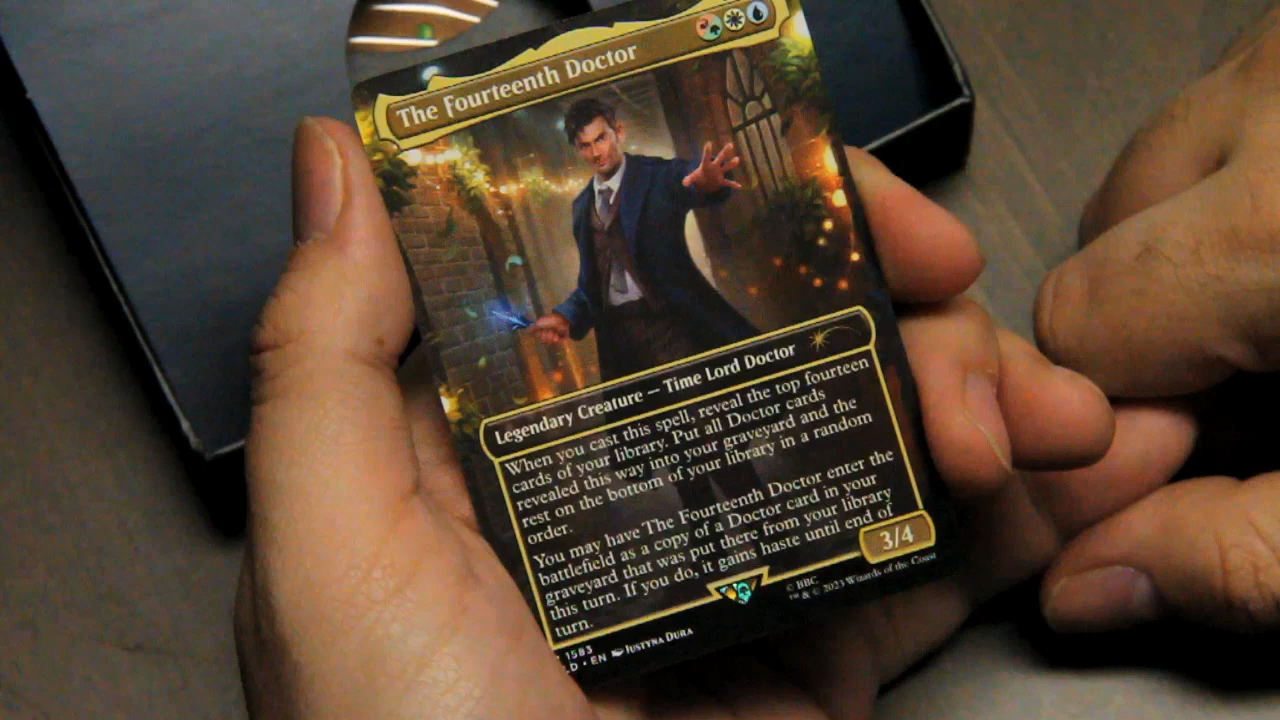 The Fourteenth Doctor
Legendary Creature — Time Lord Doctor
When you cast this spell, reveal the top fourteen
cards of your library. Put all Doctor cards
revealed this way into your graveyard and the
rest on the bottom of your library in a random
order.
You may have The Fourteenth Doctor enter the
battlefield as a copy of a Doctor card in your
graveyard that was put there from your library
this turn. If you do, it gains haste until end of
turn.
3/4
© BBC
™ & © 2023 Wizards of the Coast
1583
LD • EN Justyna Dura